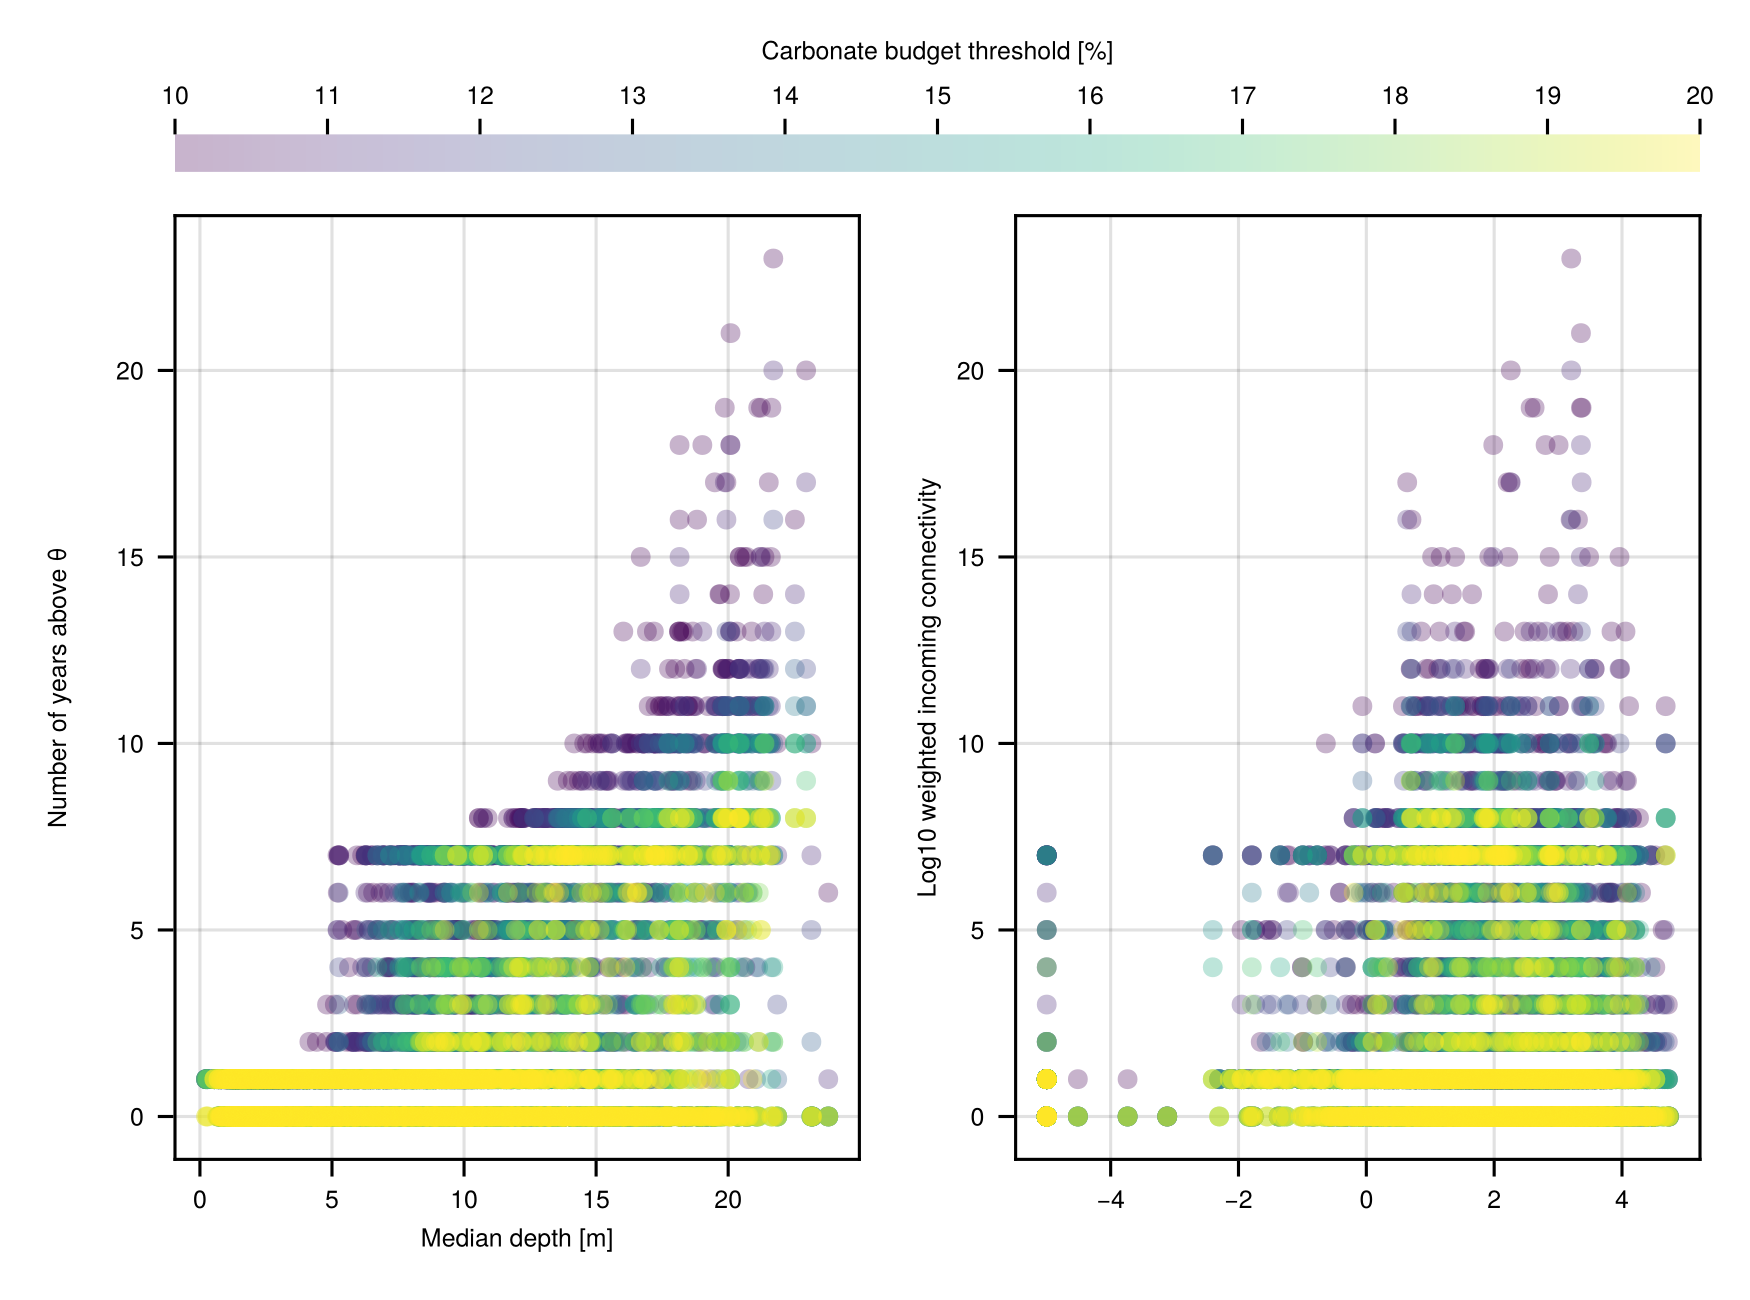 Carbonate budget threshold [%]
10 11 12 13 14 15 16 17 18 19 20
Number of years above θ
20
15
10
5
0
0 5 10 15 20
Median depth [m]
Log10 weighted incoming connectivity
20
15
10
5
0
−4 −2 0 2 4